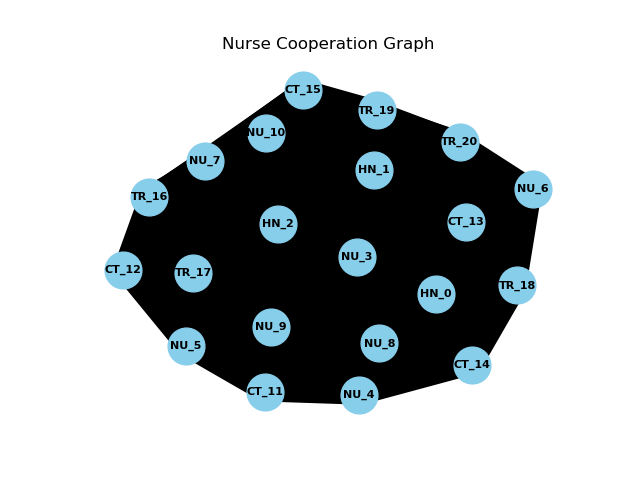 Nurse Cooperation Graph
CT_15
TR_19
NU_10
TR_20
NU_7
HN_1
NU_6
TR_16
CT_13
HN_2
NU_3
CT_12
TR_17
TR_18
HN_0
NU_9
NU_8
NU_5
CT_14
CT_11
NU_4